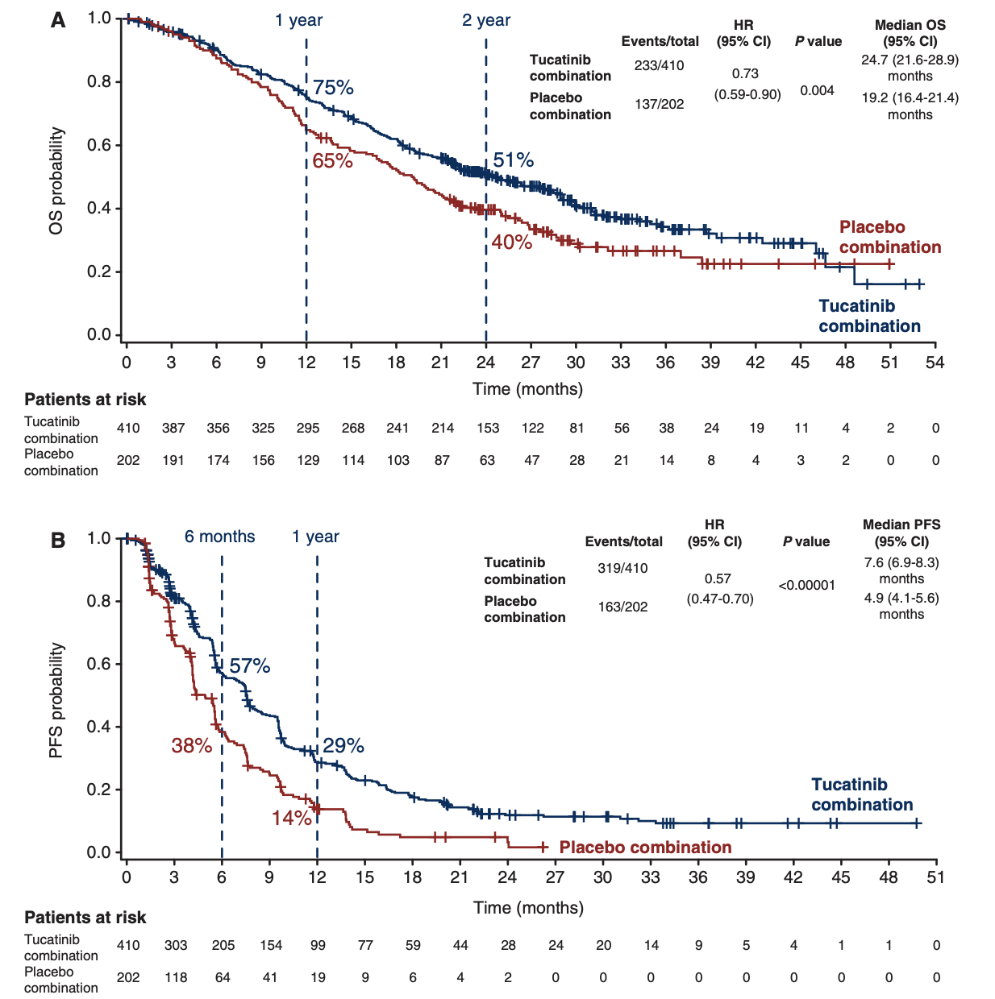 A
1 year
2 year
HR
Median OS
Events/total
(95% CI)
P value
(95% CI)
Tucatinib
combination
233/410
0.73
(0.59-0.90)
0.004
24.7 (21.6-28.9)
months
Placebo
combination
137/202
19.2 (16.4-21.4)
months
1.0
0.8
0.6
0.4
0.2
0.0
OS probability
75%
65%
51%
40%
Placebo
combination
Tucatinib
combination
0 3 6 9 12 15 18 21 24 27 30 33 36 39 42 45 48 51 54
Time (months)
Patients at risk
Tucatinib
combination
410 387 356 325 295 268 241 214 153 122 81 56 38 24 19 11 4 2 0
Placebo
combination
202 191 174 156 129 114 103 87 63 47 28 21 14 8 4 3 2 0 0
B
6 months
1 year
HR
Median PFS
Events/total
(95% CI)
P value
(95% CI)
Tucatinib
combination
319/410
0.57
(0.47-0.70)
<0.00001
7.6 (6.9-8.3)
months
Placebo
combination
163/202
4.9 (4.1-5.6)
months
1.0
0.8
0.6
0.4
0.2
0.0
PFS probability
57%
38%
29%
14%
Tucatinib
combination
Placebo combination
0 3 6 9 12 15 18 21 24 27 30 33 36 39 42 45 48 51
Time (months)
Patients at risk
Tucatinib
combination
410 303 205 154 99 77 59 44 28 24 20 14 9 5 4 1 1 0
Placebo
combination
202 118 64 41 19 9 6 4 2 0 0 0 0 0 0 0 0 0